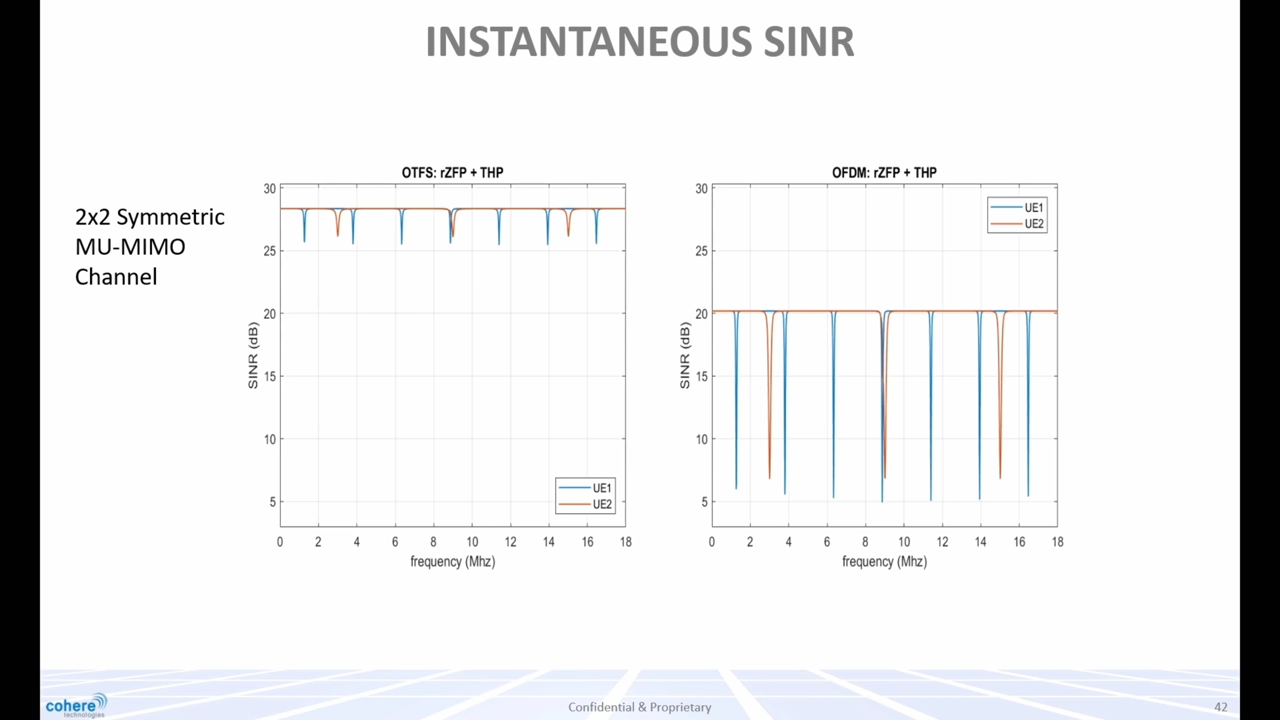 INSTANTANEOUS SINR
2x2 Symmetric
MU-MIMO
Channel
OTFS: rZFP + THP
30
25
20
15
10
5
SINR (dB)
UE1
UE2
0 2 4 6 8 10 12 14 16 18
frequency (Mhz)
OFDM: rZFP + THP
30
25
20
15
10
5
SINR (dB)
UE1
UE2
0 2 4 6 8 10 12 14 16 18
frequency (Mhz)
cohere
technologies
Confidential & Proprietary
42